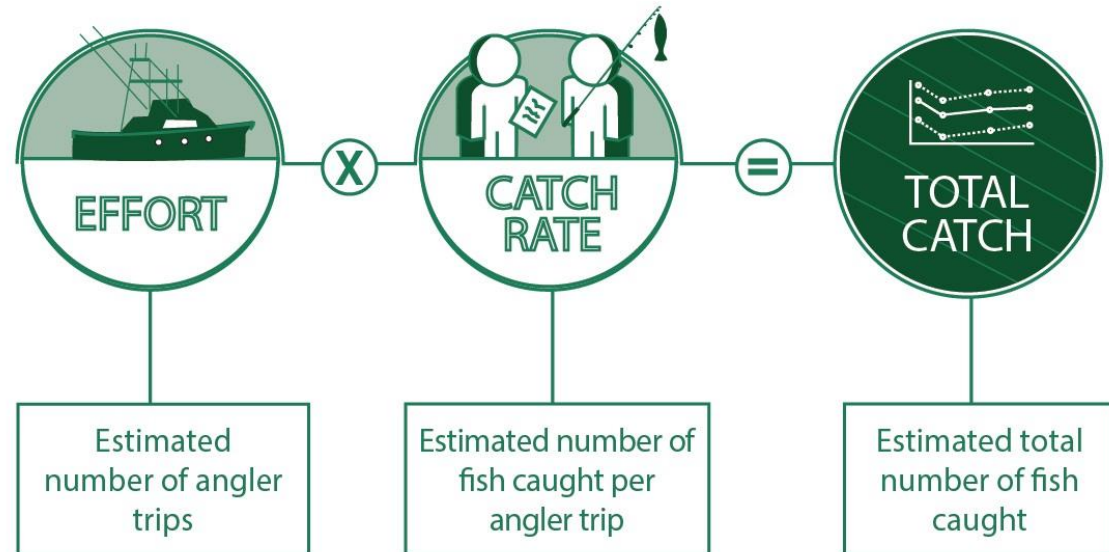 EFFORT
X
CATCH
RATE
=
TOTAL
CATCH
Estimated
number of angler
trips
Estimated number of
fish caught per
angler trip
Estimated total
number of fish
caught